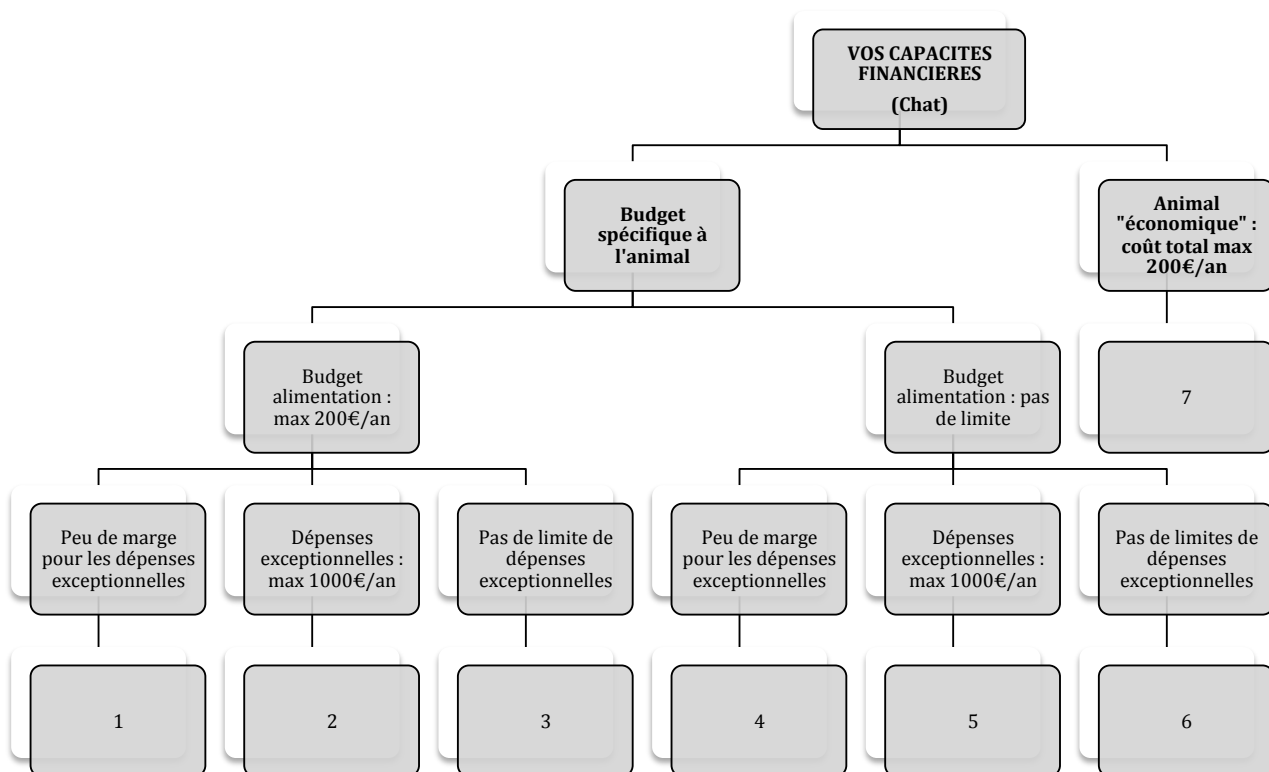 VOS CAPACITES
FINANCIERES
(Chat)
Budget
spécifique à
l'animal
Animal
"économique" :
coût total max
200€/an
Budget
alimentation :
max 200€/an
Budget
alimentation : pas
de limite
7
Peu de marge
pour les dépenses
exceptionnelles
Dépenses
exceptionnelles :
max 1000€/an
Pas de limite de
dépenses
exceptionnelles
Peu de marge
pour les dépenses
exceptionnelles
Dépenses
exceptionnelles :
max 1000€/an
Pas de limites de
dépenses
exceptionnelles
1
2
3
4
5
6